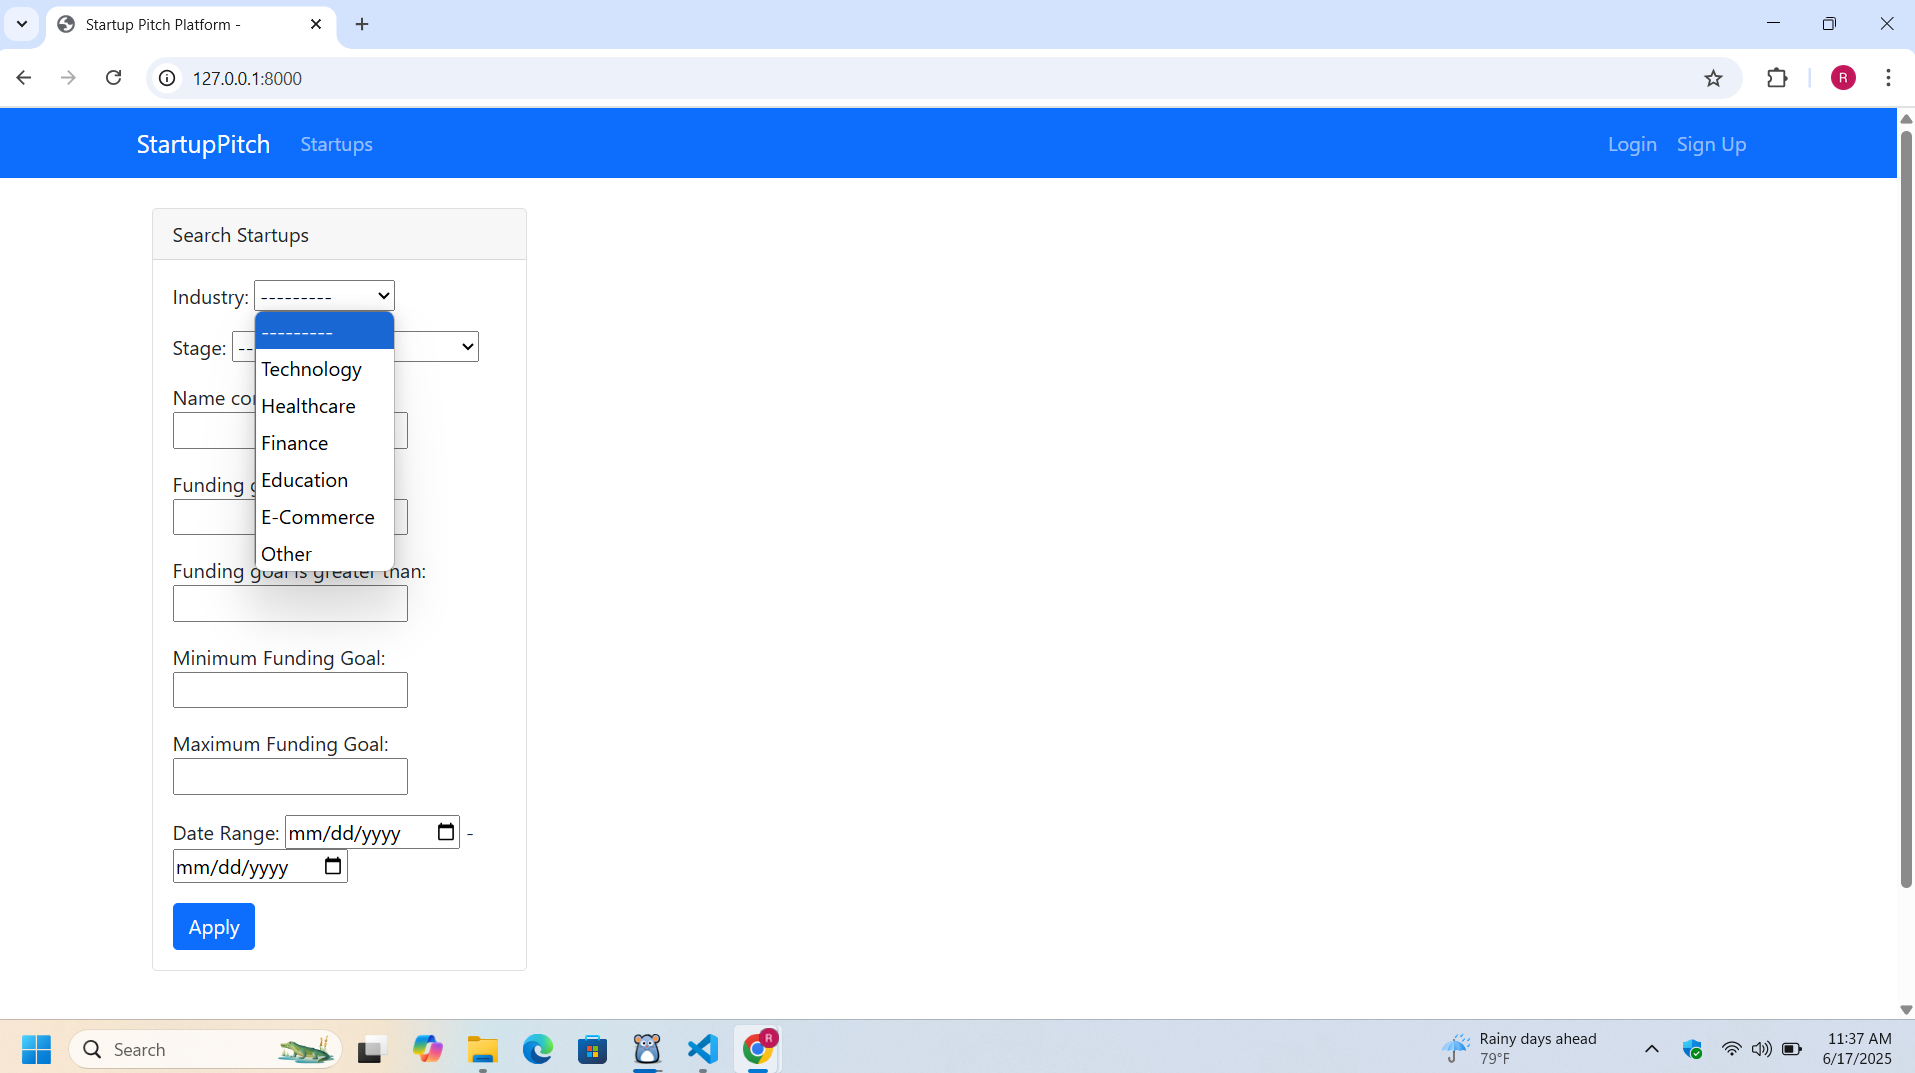 Startup Pitch Platform -
127.0.0.1:8000
R
StartupPitch Startups Login Sign Up
Search Startups
Industry: ---------
---------
Technology
Healthcare
Finance
Education
E-Commerce
Other
Stage: --
Name co
Funding g
Funding goal is greater than:
Minimum Funding Goal:
Maximum Funding Goal:
Date Range: mm/dd/yyyy -
mm/dd/yyyy
Apply
Search
R
Rainy days ahead
79°F
11:37 AM
6/17/2025